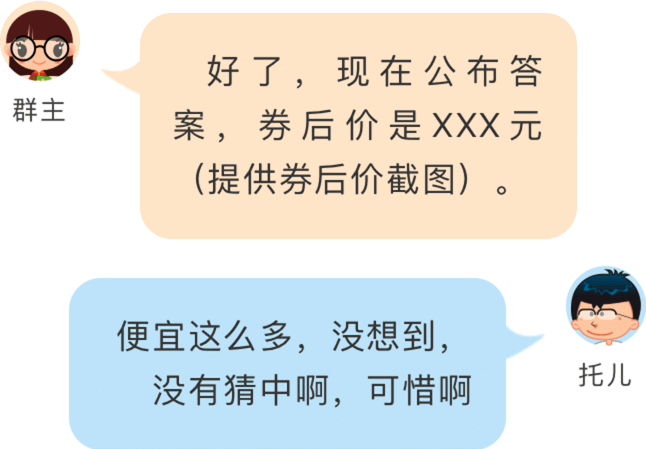 好了，现在公布答
群主
案，券后价是XXX元
（提供券后价截图）。
便宜这么多，没想到，
没有猜中啊，可惜啊
托儿